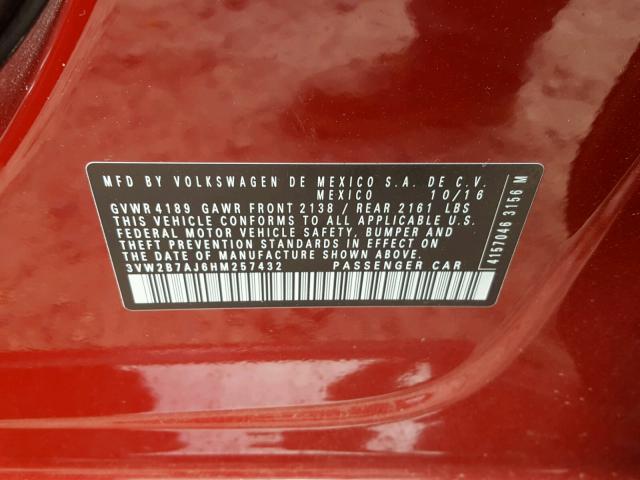 MFD BY VOLKSWAGEN DE MEXICO S.A. DE C.V.
MEXICO 10/16
GVWR 4189 GAWR FRONT 2138 / REAR 2161 LBS
THIS VEHICLE CONFORMS TO ALL APPLICABLE U.S.
FEDERAL MOTOR VEHICLE SAFETY, BUMPER AND
THEFT PREVENTION STANDARDS IN EFFECT ON
THE DATE OF MANUFACTURE SHOWN ABOVE.
3VW2B7AJ6HM257432 PASSENGER CAR
4157046 3156 M